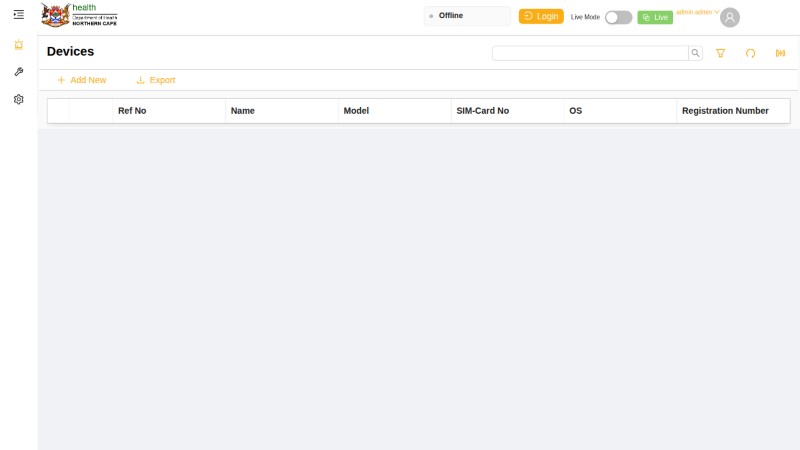 health
Department of Health
NORTHERN CAPE
Offline
Login
Live Mode
Live
admin admin
Devices
Add New
Export
Ref No
Name
Model
SIM-Card No
OS
Registration Number